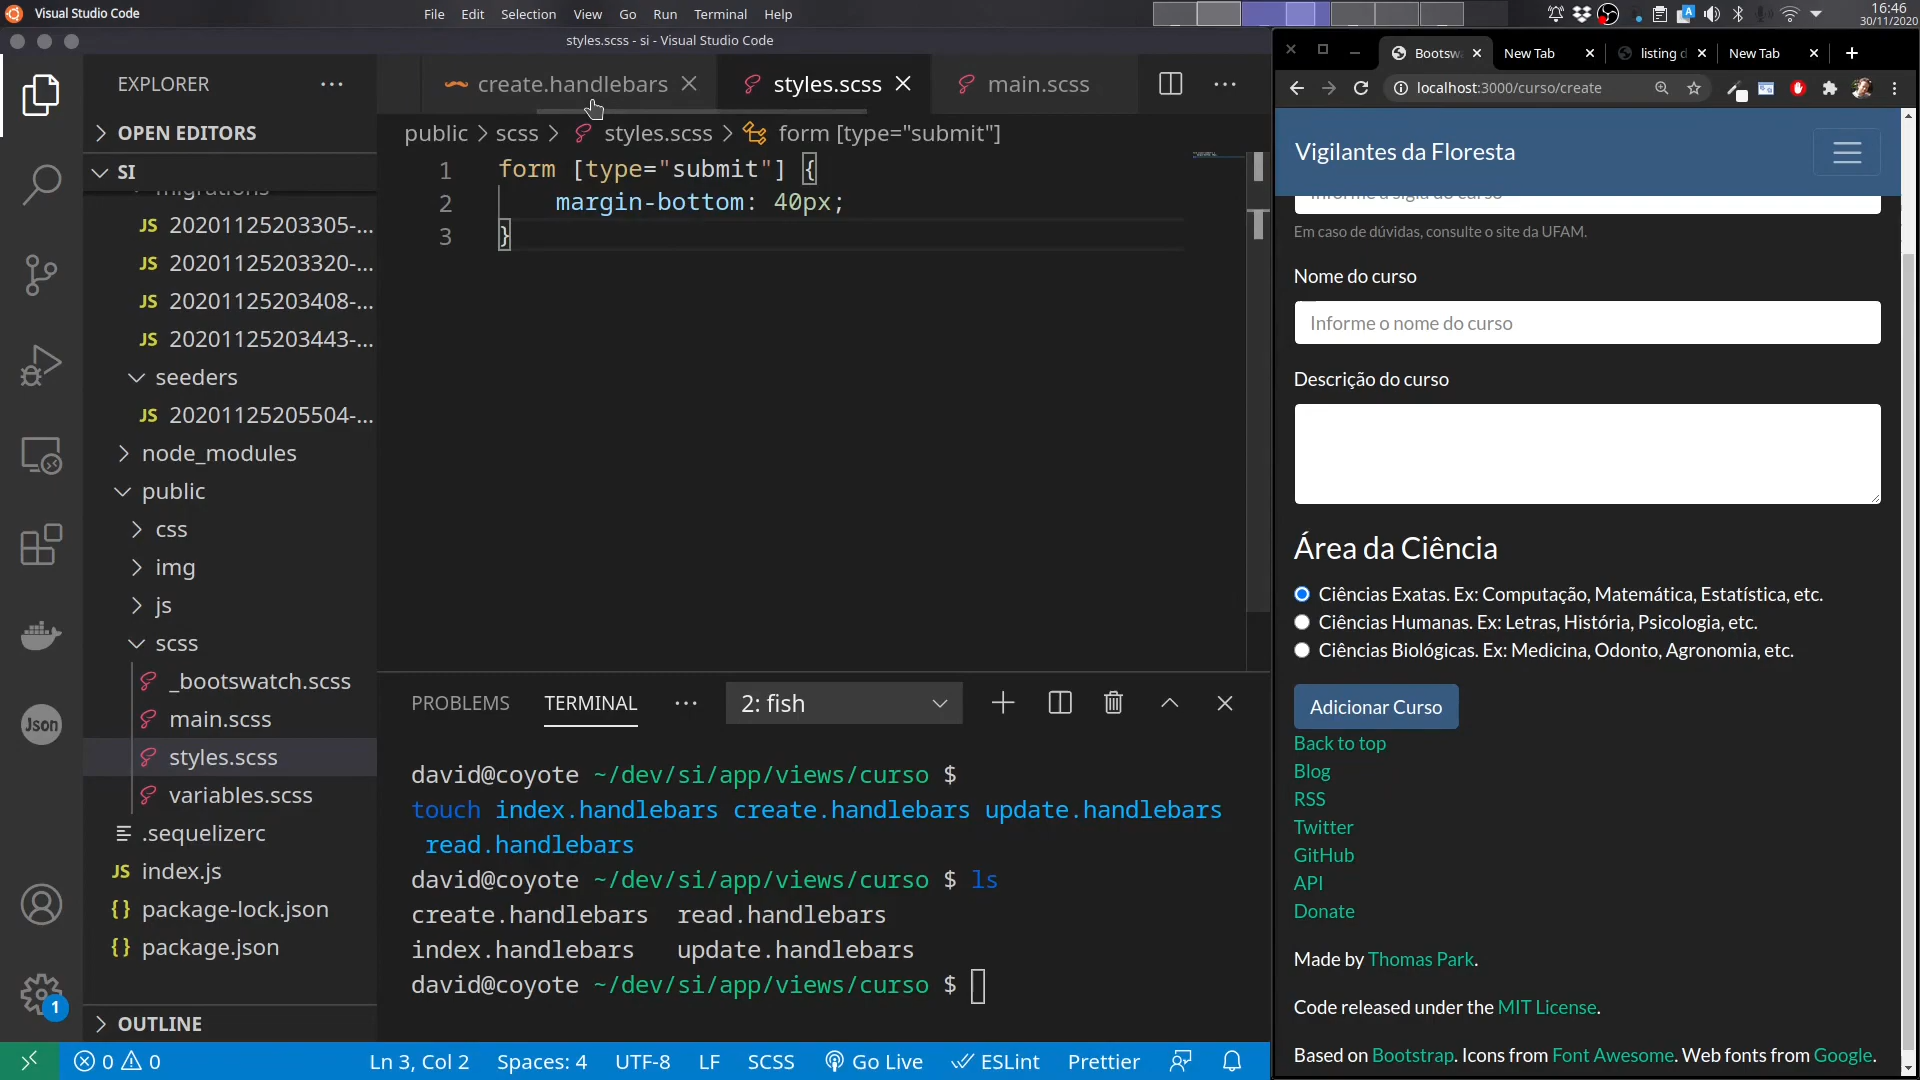 Visual Studio Code
File Edit Selection View Go Run Terminal Help
16:46
30/11/2020
styles.scss - si - Visual Studio Code
EXPLORER
OPEN EDITORS
SI
migrations
JS 20201125203305-...
JS 20201125203320-...
JS 20201125203408-...
JS 20201125203443-...
seeders
JS 20201125205504-...
node_modules
public
css
img
js
scss
_bootswatch.scss
main.scss
styles.scss
variables.scss
.sequelizerc
JS index.js
{} package-lock.json
{} package.json
OUTLINE
Json
1
create.handlebars
styles.scss
main.scss
public > scss > styles.scss > form [type="submit"]
1 form [type="submit"] {
2 margin-bottom: 40px;
3 }
PROBLEMS TERMINAL ... 2: fish
david@coyote ~/dev/si/app/views/curso $
touch index.handlebars create.handlebars update.handlebars
read.handlebars
david@coyote ~/dev/si/app/views/curso $ ls
create.handlebars read.handlebars
index.handlebars update.handlebars
david@coyote ~/dev/si/app/views/curso $
0 0 Ln 3, Col 2 Spaces: 4 UTF-8 LF SCSS Go Live ESLint Prettier
Bootsw New Tab listing d New Tab
localhost:3000/curso/create
Vigilantes da Floresta
Informe a sigla do curso
Em caso de dúvidas, consulte o site da UFAM.
Nome do curso
Informe o nome do curso
Descrição do curso
Área da Ciência
Ciências Exatas. Ex: Computação, Matemática, Estatística, etc.
Ciências Humanas. Ex: Letras, História, Psicologia, etc.
Ciências Biológicas. Ex: Medicina, Odonto, Agronomia, etc.
Adicionar Curso
Back to top
Blog
RSS
Twitter
GitHub
API
Donate
Made by Thomas Park.
Code released under the MIT License.
Based on Bootstrap. Icons from Font Awesome. Web fonts from Google.